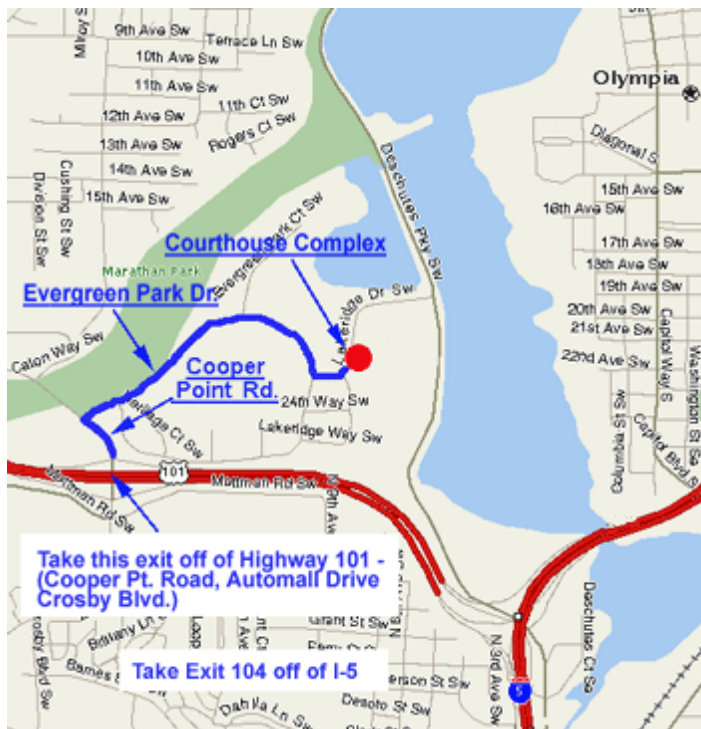 9th Ave Sw
Terrace Ln Sw
10th Ave Sw
11th Ave Sw
11th Ct Sw
12th Ave Sw
Rogers Ct Sw
13th Ave Sw
14th Ave Sw
15th Ave Sw
Cushing St Sw
Division St Sw
Olympia
Diagonal S
15th Ave Sw
16th Ave Sw
17th Ave Sw
18th Ave Sw
19th Ave Sw
20th Ave Sw
21st Ave Sw
22nd Ave Sw
Deschutes Pky Sw
Evergreen Park Ct Sw
Courthouse Complex
Marathan Park
Evergreen Park Dr.
Lakeridge Dr Sw
Caton Way Sw
Cooper
Point Rd.
24th Way Sw
Lakeridge Way Sw
Capitol Way S
Washington St Se
Columbia St Sw
Capitol Blvd S
101
Mottman Rd Sw
Mottman Rd Sw
Take this exit off of Highway 101 -
(Cooper Pt. Road, Automall Drive
Crosby Blvd.)
Deschutes Ct Se
Grant St Sw
Crosby Blvd Sw
Brittany Ln Sw
Loop
Take Exit 104 off of I-5
N 3rd Ave Sw
5
Desoto St Sw
Dahlia Ln Sw